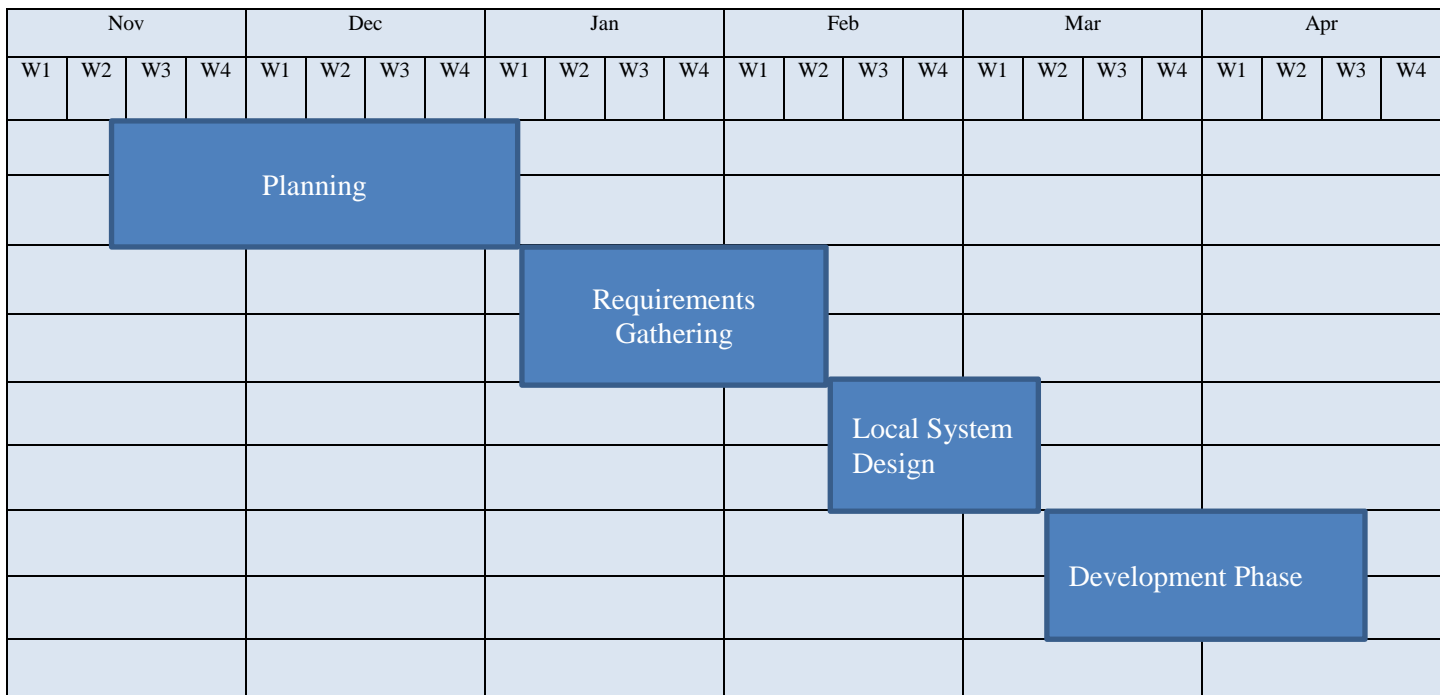 Nov Dec Jan Feb Mar Apr
W1 W2 W3 W4 W1 W2 W3 W4 W1 W2 W3 W4 W1 W2 W3 W4 W1 W2 W3 W4 W1 W2 W3 W4
Planning
Requirements
Gathering
Local System
Design
Development Phase